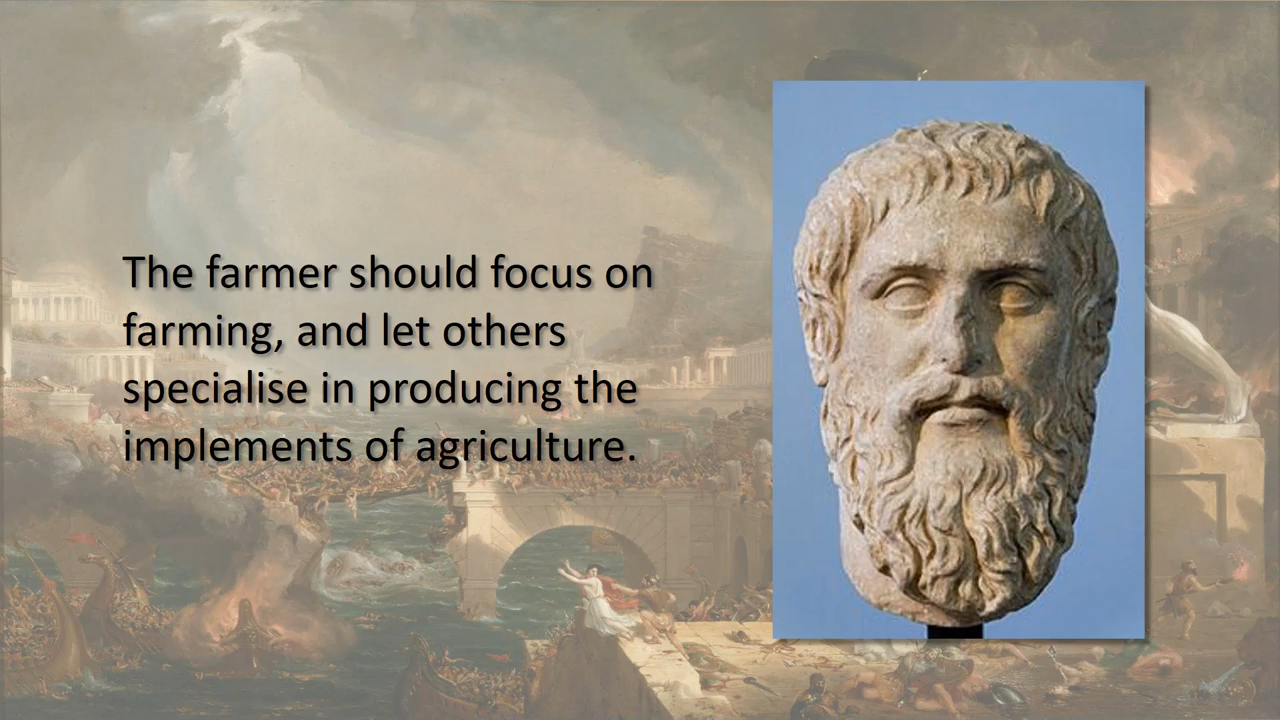 The farmer should focus on
farming, and let others
specialise in producing the
implements of agriculture.